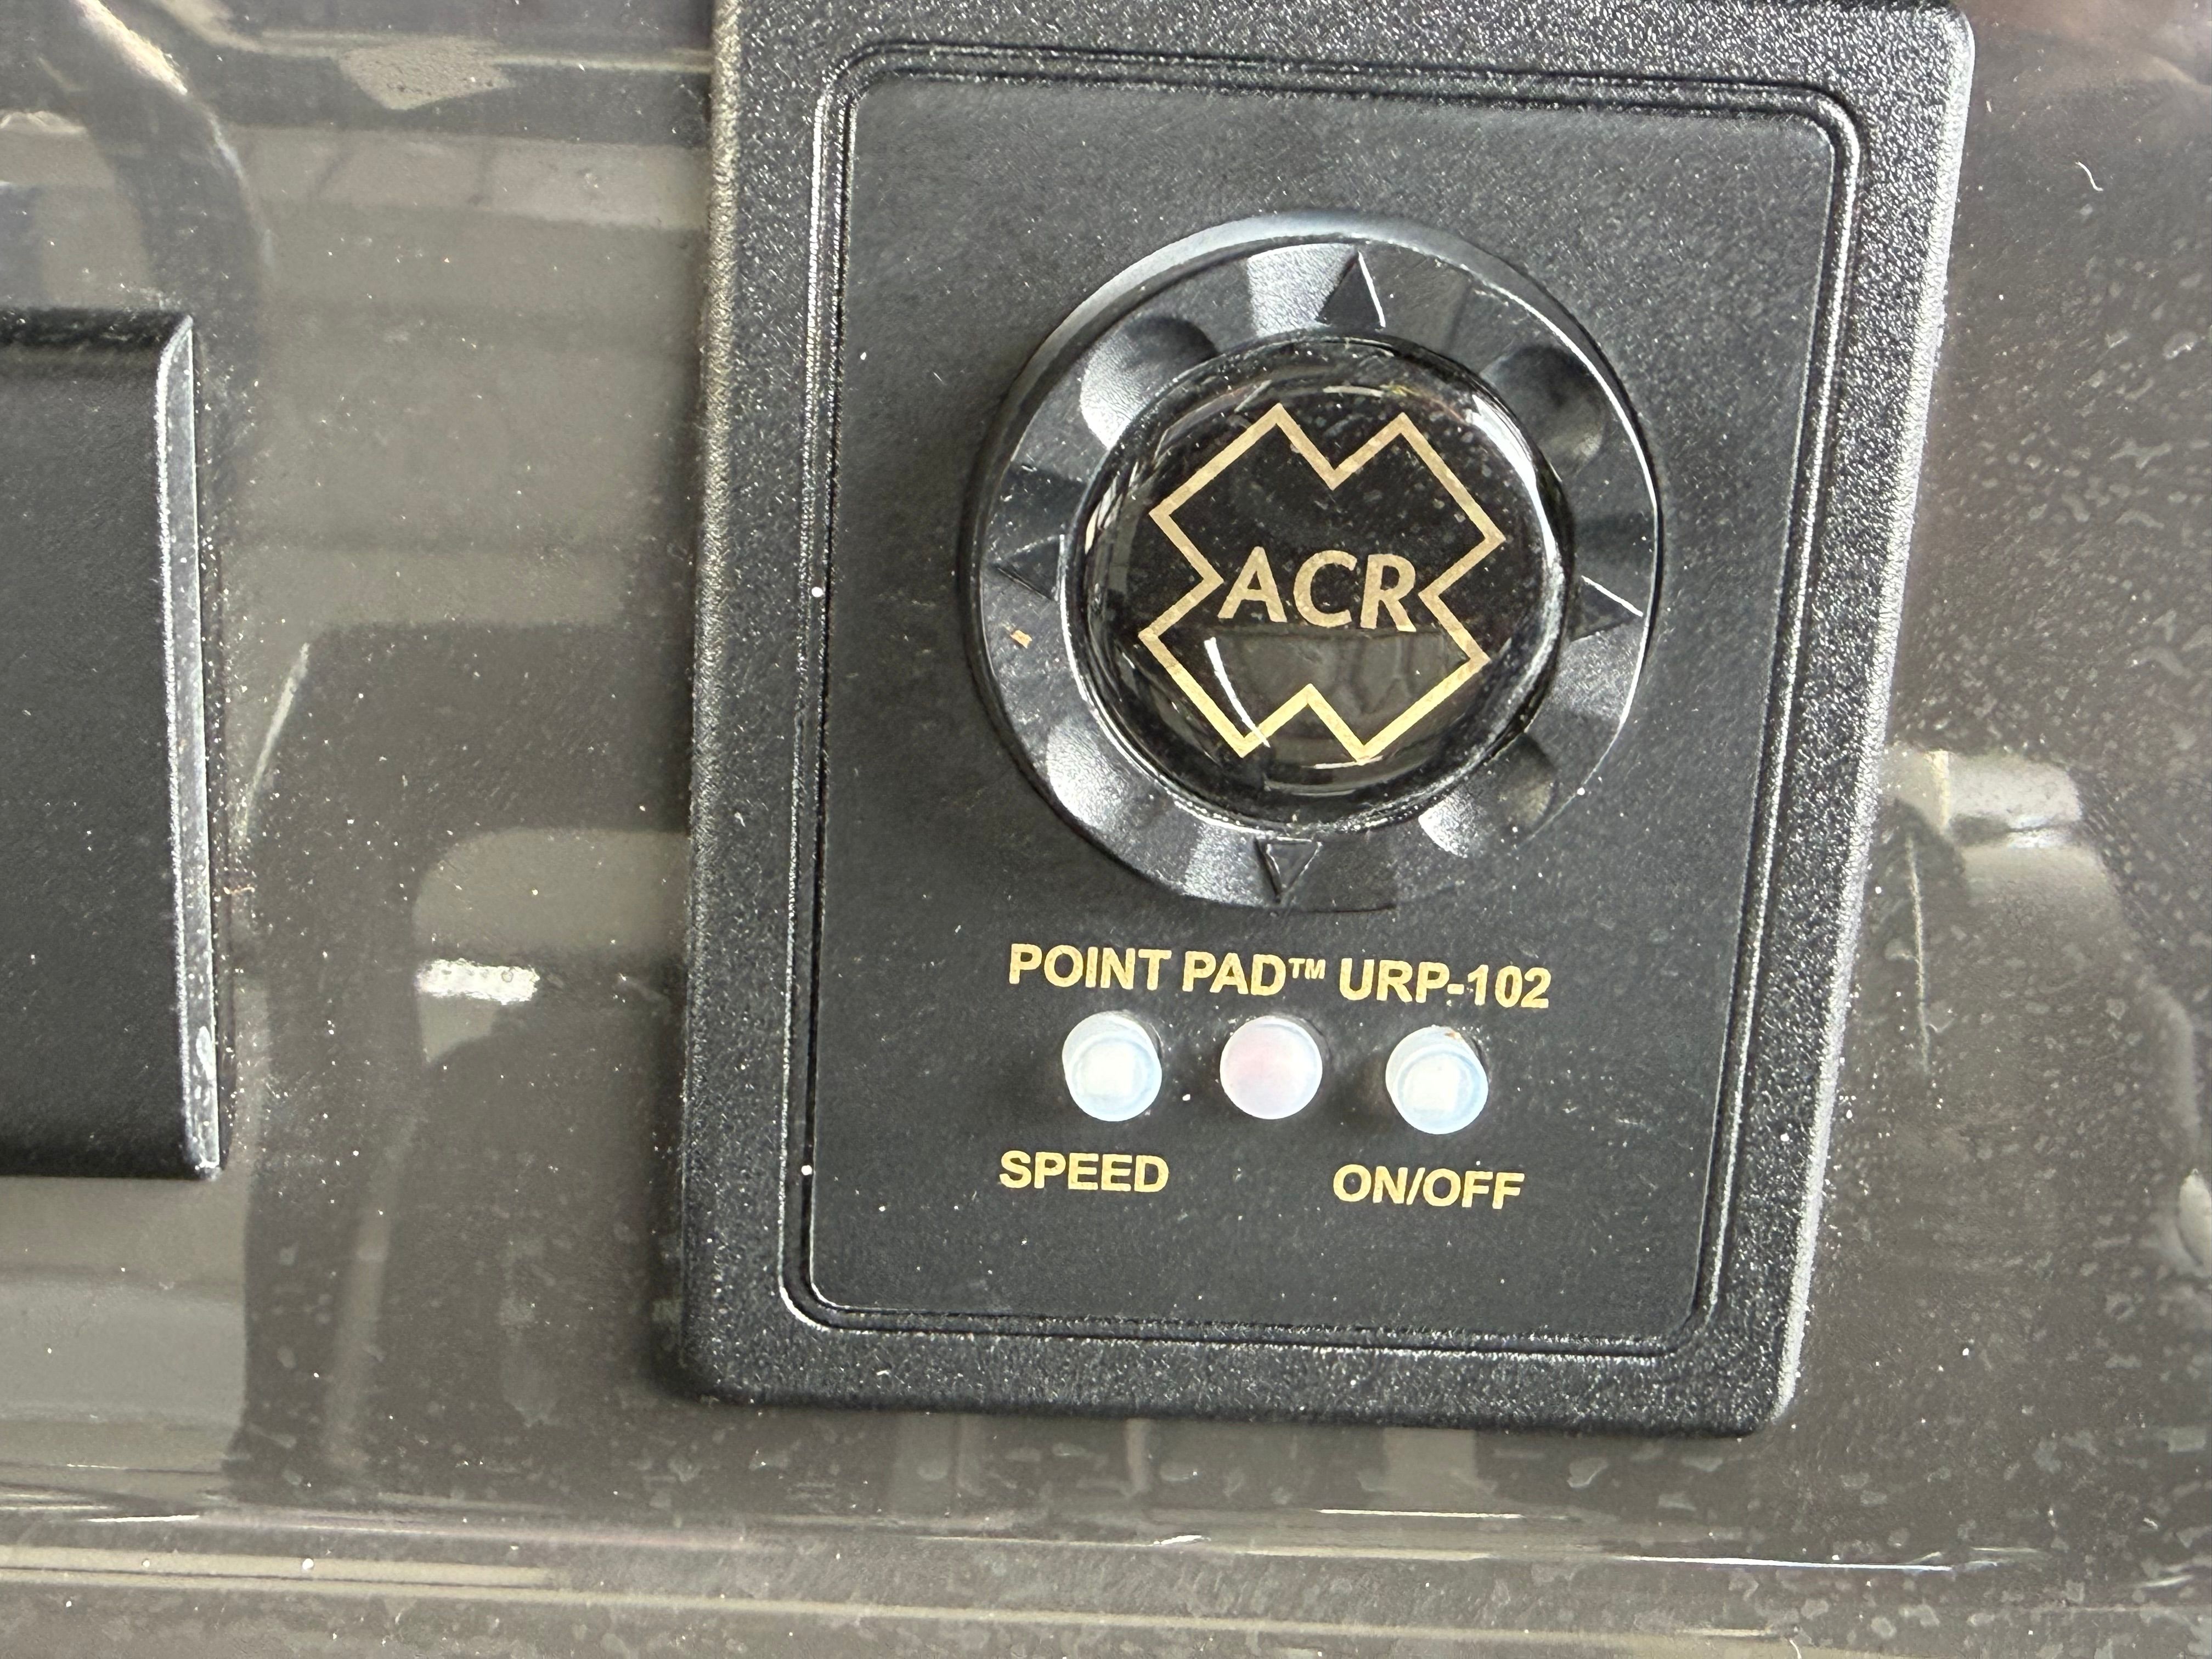 ACR
POINT PAD™ URP-102
SPEED ON/OFF